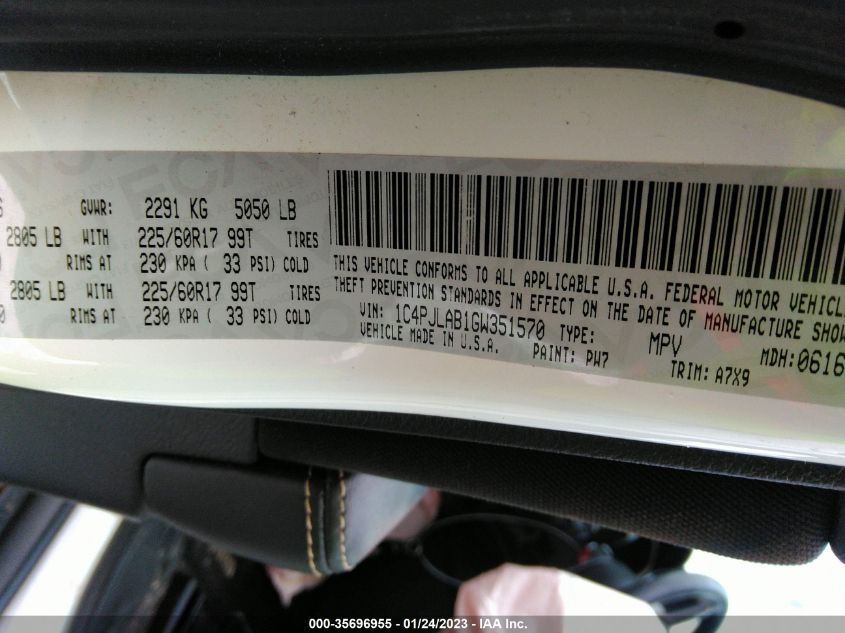 GVWR: 2291 KG 5050 LB
2805 LB WITH 225/60R17 99T TIRES
RIMS AT 230 KPA ( 33 PSI) COLD
2805 LB WITH 225/60R17 99T TIRES
RIMS AT 230 KPA ( 33 PSI) COLD
THIS VEHICLE CONFORMS TO ALL APPLICABLE U.S.A. FEDERAL MOTOR VEHICLE
THEFT PREVENTION STANDARDS IN EFFECT ON THE DATE OF MANUFACTURE SHOW
VIN: 1C4PJLAB1GW351570 TYPE: MPV MDH:0616
VEHICLE MADE IN U.S.A. PAINT: PW7 TRIM: A7X9
000-35696955 — 01/24/2023 — IAA Inc.